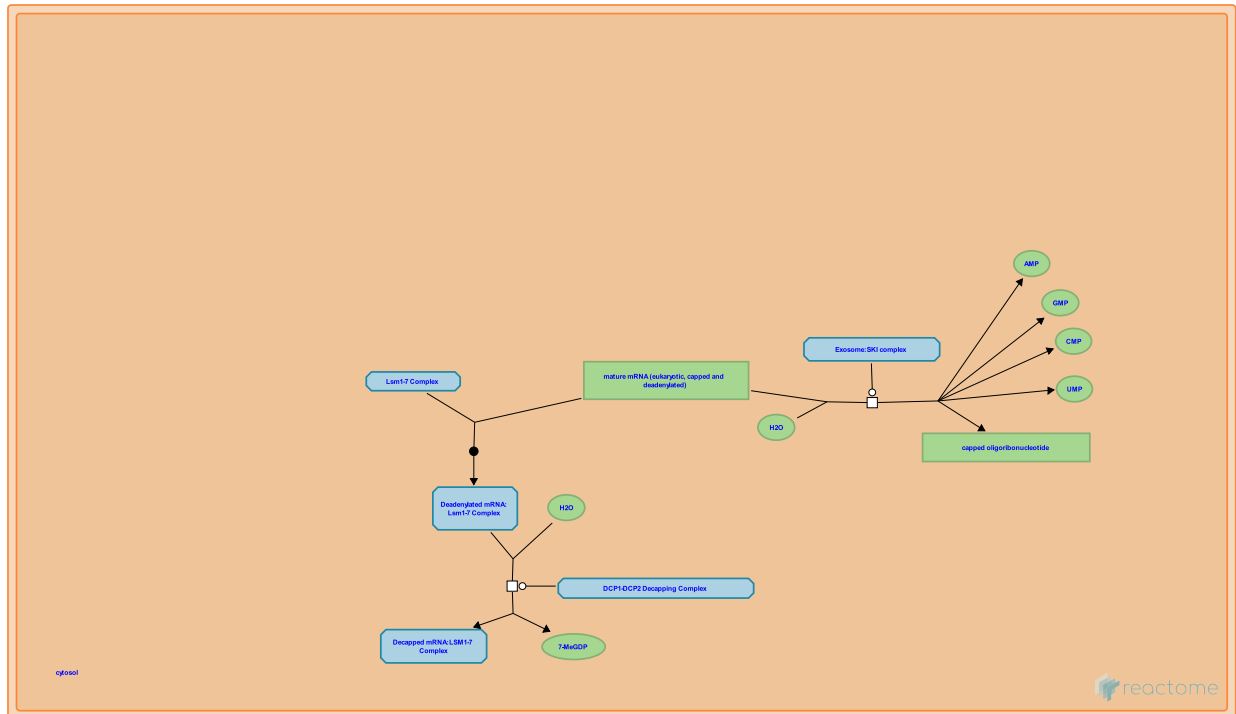 AMP
GMP
CMP
Exosome:SKI complex
Lsm1-7 Complex
mature mRNA (eukaryotic, capped and
deadenylated)
UMP
H2O
capped oligoribonucleotide
Deadenylated mRNA:
Lsm1-7 Complex
H2O
DCP1-DCP2 Decapping Complex
Decapped mRNA:LSM1-7
Complex
7-MeGDP
cytosol
reactome